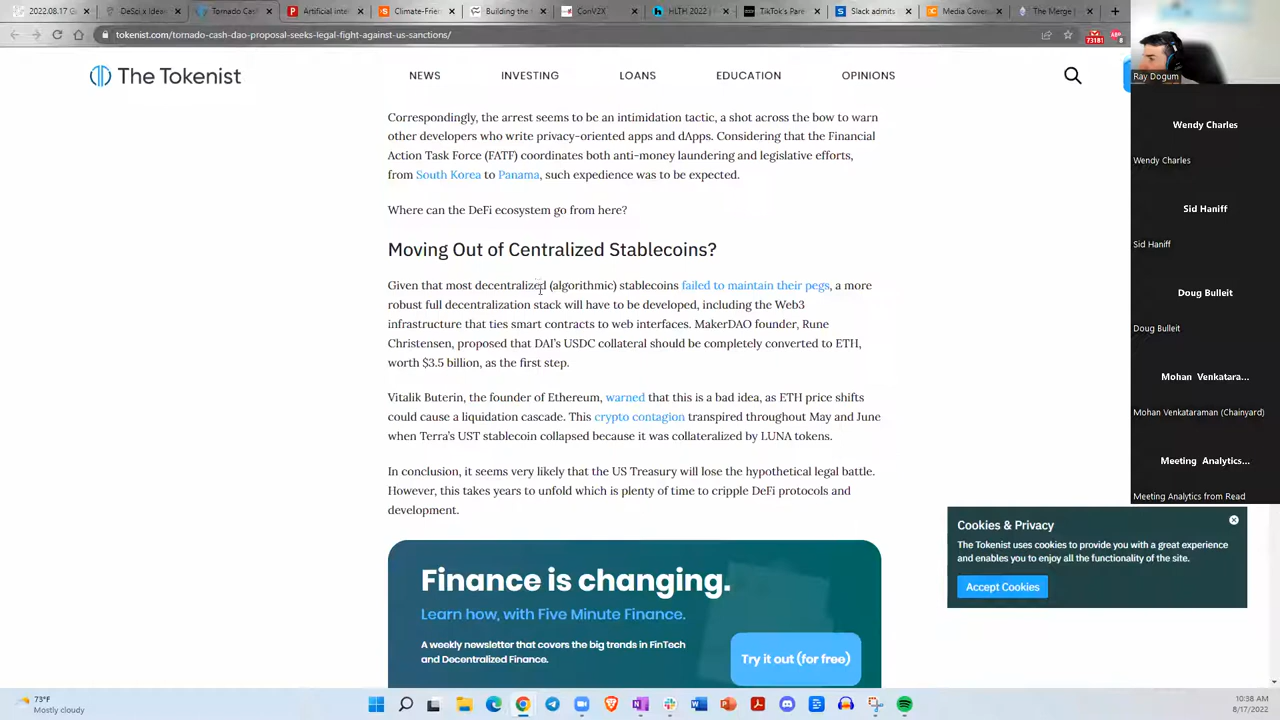 2022.08.17 G
Tornado Cas
Artificial inte
Climate-Frien
Building the
ConV2X
HLTH 2022
TikTok's Pare
Slack admits
Media Cover
The Merge
tokenist.com/tornado-cash-dao-proposal-seeks-legal-fight-against-us-sanctions/
73181
The Tokenist
NEWS
INVESTING
LOANS
EDUCATION
OPINIONS
Correspondingly, the arrest seems to be an intimidation tactic, a shot across the bow to warn
other developers who write privacy-oriented apps and dApps. Considering that the Financial
Action Task Force (FATF) coordinates both anti-money laundering and legislative efforts,
from South Korea to Panama, such expedience was to be expected.
Where can the DeFi ecosystem go from here?
Moving Out of Centralized Stablecoins?
Given that most decentralized (algorithmic) stablecoins failed to maintain their pegs, a more
robust full decentralization stack will have to be developed, including the Web3
infrastructure that ties smart contracts to web interfaces. MakerDAO founder, Rune
Christensen, proposed that DAI's USDC collateral should be completely converted to ETH,
worth $3.5 billion, as the first step.
Vitalik Buterin, the founder of Ethereum, warned that this is a bad idea, as ETH price shifts
could cause a liquidation cascade. This crypto contagion transpired throughout May and June
when Terra's UST stablecoin collapsed because it was collateralized by LUNA tokens.
In conclusion, it seems very likely that the US Treasury will lose the hypothetical legal battle.
However, this takes years to unfold which is plenty of time to cripple DeFi protocols and
development.
Finance is changing.
Learn how, with Five Minute Finance.
A weekly newsletter that covers the big trends in FinTech
and Decentralized Finance.
Try it out (for free)
Cookies & Privacy
The Tokenist uses cookies to provide you with a great experience
and enables you to enjoy all the functionality of the site.
Accept Cookies
Ray Dogum
Wendy Charles
Wendy Charles
Sid Haniff
Sid Haniff
Doug Bulleit
Doug Bulleit
Mohan Venkatara...
Mohan Venkataraman (Chainyard)
Meeting Analytics...
Meeting Analytics from Read
73°F
Mostly cloudy
10:38 AM
8/17/2022